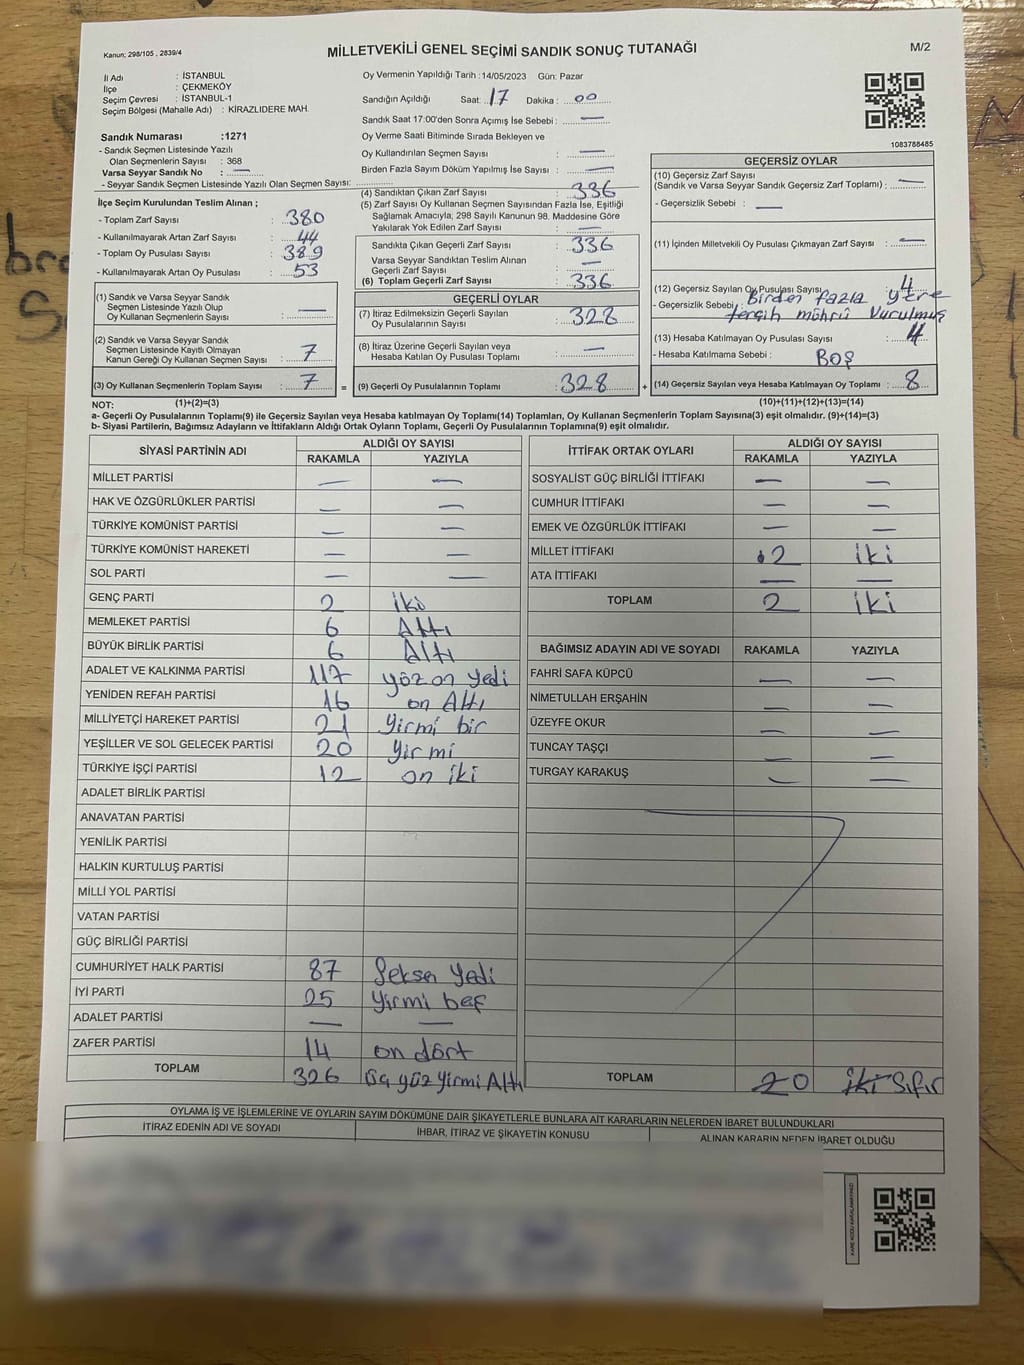 Kanun: 298/105 , 2839/4
MİLLETVEKİLİ GENEL SEÇİMİ SANDIK SONUÇ TUTANAĞI
M/2
İl Adı : İSTANBUL
İlçe : ÇEKMEKÖY
Seçim Çevresi : İSTANBUL-1
Seçim Bölgesi (Mahalle Adı) : KİRAZLIDERE MAH.
Sandık Numarası :1271
- Sandık Seçmen Listesinde Yazılı
Olan Seçmenlerin Sayısı : 368
Varsa Seyyar Sandık No : —
- Seyyar Sandık Seçmen Listesinde Yazılı Olan Seçmen Sayısı:
İlçe Seçim Kurulundan Teslim Alınan ;
- Toplam Zarf Sayısı : 380
- Kullanılmayarak Artan Zarf Sayısı : 44
- Toplam Oy Pusulası : 389
- Kullanılmayarak Artan Oy Pusulası : 53
(1) Sandık ve Varsa Seyyar Sandık
Seçmen Listesinde Yazılı Olup
Oy Kullanan Seçmenlerin Sayısı : —
(2) Sandık ve Varsa Seyyar Sandık
Seçmen Listesinde Kayıtlı Olmayan
Kanun Gereği Oy Kullanan Seçmen Sayısı : 7
(3) Oy Kullanan Seçmenlerin Toplam Sayısı : 7 =
Oy Vermenin Yapıldığı Tarih :14/05/2023 Gün: Pazar
Sandığın Açıldığı Saat: 17 Dakika : 00
Sandık Saat 17:00'den Sonra Açımış İse Sebebi : —
Oy Verme Saati Bitiminde Sırada Bekleyen ve
Oy Kullandırılan Seçmen Sayısı : —
Birden Fazla Sayım Döküm Yapılmış İse Sayısı : —
(4) Sandıktan Çıkan Zarf Sayısı : 336
(5) Zarf Sayısı Oy Kullanan Seçmen Sayısından Fazla İse, Eşitliği
Sağlamak Amacıyla, 298 Sayılı Kanunun 98. Maddesine Göre
Yakılarak Yok Edilen Zarf Sayısı : —
Sandıkta Çıkan Geçerli Zarf Sayısı : 336
Varsa Seyyar Sandıktan Teslim Alınan
Geçerli Zarf Sayısı : —
(6) Toplam Geçerli Zarf Sayısı : 336
GEÇERLİ OYLAR
(7) İtiraz Edilmeksizin Geçerli Sayılan
Oy Pusulalarının Sayısı : 328
(8) İtiraz Üzerine Geçerli Sayılan veya
Hesaba Katılan Oy Pusulası Toplamı : —
(9) Geçerli Oy Pusulalarının Toplamı : 328 +
1083788485
GEÇERSİZ OYLAR
(10) Geçersiz Zarf Sayısı
(Sandık ve Varsa Seyyar Sandık Geçersiz Zarf Toplamı) : —
- Geçersizlik Sebebi : —
(11) İçinden Milletvekili Oy Pusulası Çıkmayan Zarf Sayısı : —
(12) Geçersiz Sayılan Oy Pusulası Sayısı : 4
- Geçersizlik Sebebi Birden fazla yere
tercih möhrü vurulmuş
(13) Hesaba Katılmayan Oy Pusulası Sayısı : 4
- Hesaba Katılmama Sebebi : BOŞ
(14) Geçersiz Sayılan veya Hesaba Katılmayan Oy Toplamı : 8
NOT: (1)+(2)=(3) (10)+(11)+(12)+(13)=(14)
a- Geçerli Oy Pusulalarının Toplamı(9) ile Geçersiz Sayılan veya Hesaba katılmayan Oy Toplamı(14) Toplamları, Oy Kullanan Seçmenlerin Toplam Sayısına(3) eşit olmalıdır. (9)+(14)=(3)
b- Siyasi Partilerin, Bağımsız Adayların ve İttifakların Aldığı Ortak Oyların Toplamı, Geçerli Oy Pusulalarının Toplamına(9) eşit olmalıdır.
SİYASİ PARTİNİN ADI ALDIĞI OY SAYISI
RAKAMLA YAZIYLA
MİLLET PARTİSİ — —
HAK VE ÖZGÜRLÜKLER PARTİSİ — —
TÜRKİYE KOMÜNİST PARTİSİ — —
TÜRKİYE KOMÜNİST HAREKETİ — —
SOL PARTİ — —
GENÇ PARTİ 2 iki
MEMLEKET PARTİSİ 6 Altı
BÜYÜK BİRLİK PARTİSİ 6 Altı
ADALET VE KALKINMA PARTİSİ 117 yözon yedi
YENİDEN REFAH PARTİSİ 16 on Altı
MİLLİYETÇİ HAREKET PARTİSİ 21 yirmi bir
YEŞİLLER VE SOL GELECEK PARTİSİ 20 yirmi
TÜRKİYE İŞÇİ PARTİSİ 12 on iki
ADALET BİRLİK PARTİSİ
ANAVATAN PARTİSİ
YENİLİK PARTİSİ
HALKIN KURTULUŞ PARTİSİ
MİLLİ YOL PARTİSİ
VATAN PARTİSİ
GÜÇ BİRLİĞİ PARTİSİ
CUMHURİYET HALK PARTİSİ 87 Seksen Yedi
İYİ PARTİ 25 yirmi beş
ADALET PARTİSİ — —
ZAFER PARTİSİ 14 on dört
TOPLAM 326 üç yüz yirmi Altı
İTTİFAK ORTAK OYLARI ALDIĞI OY SAYISI
RAKAMLA YAZIYLA
SOSYALİST GÜÇ BİRLİĞİ İTTİFAKI — —
CUMHUR İTTİFAKI — —
EMEK VE ÖZGÜRLÜK İTTİFAKI — —
MİLLET İTTİFAKI 2 iki
ATA İTTİFAKI — —
TOPLAM 2 iki
BAĞIMSIZ ADAYIN ADI VE SOYADI RAKAMLA YAZIYLA
FAHRİ SAFA KÜPCÜ — —
NİMETULLAH ERŞAHİN — —
ÜZEYFE OKUR — —
TUNCAY TAŞÇI — —
TURGAY KARAKUŞ — —
TOPLAM 20 iki Sıfır
OYLAMA İŞ VE İŞLEMLERİNE VE OYLARIN SAYIM DÖKÜMÜNE DAİR ŞİKAYETLERLE BUNLARA AİT KARARLARIN NELERDEN İBARET BULUNDUKLARI
İTİRAZ EDENİN ADI VE SOYADI İHBAR, İTİRAZ VE ŞİKAYETİN KONUSU ALINAN KARARIN NEDEN İBARET OLDUĞU